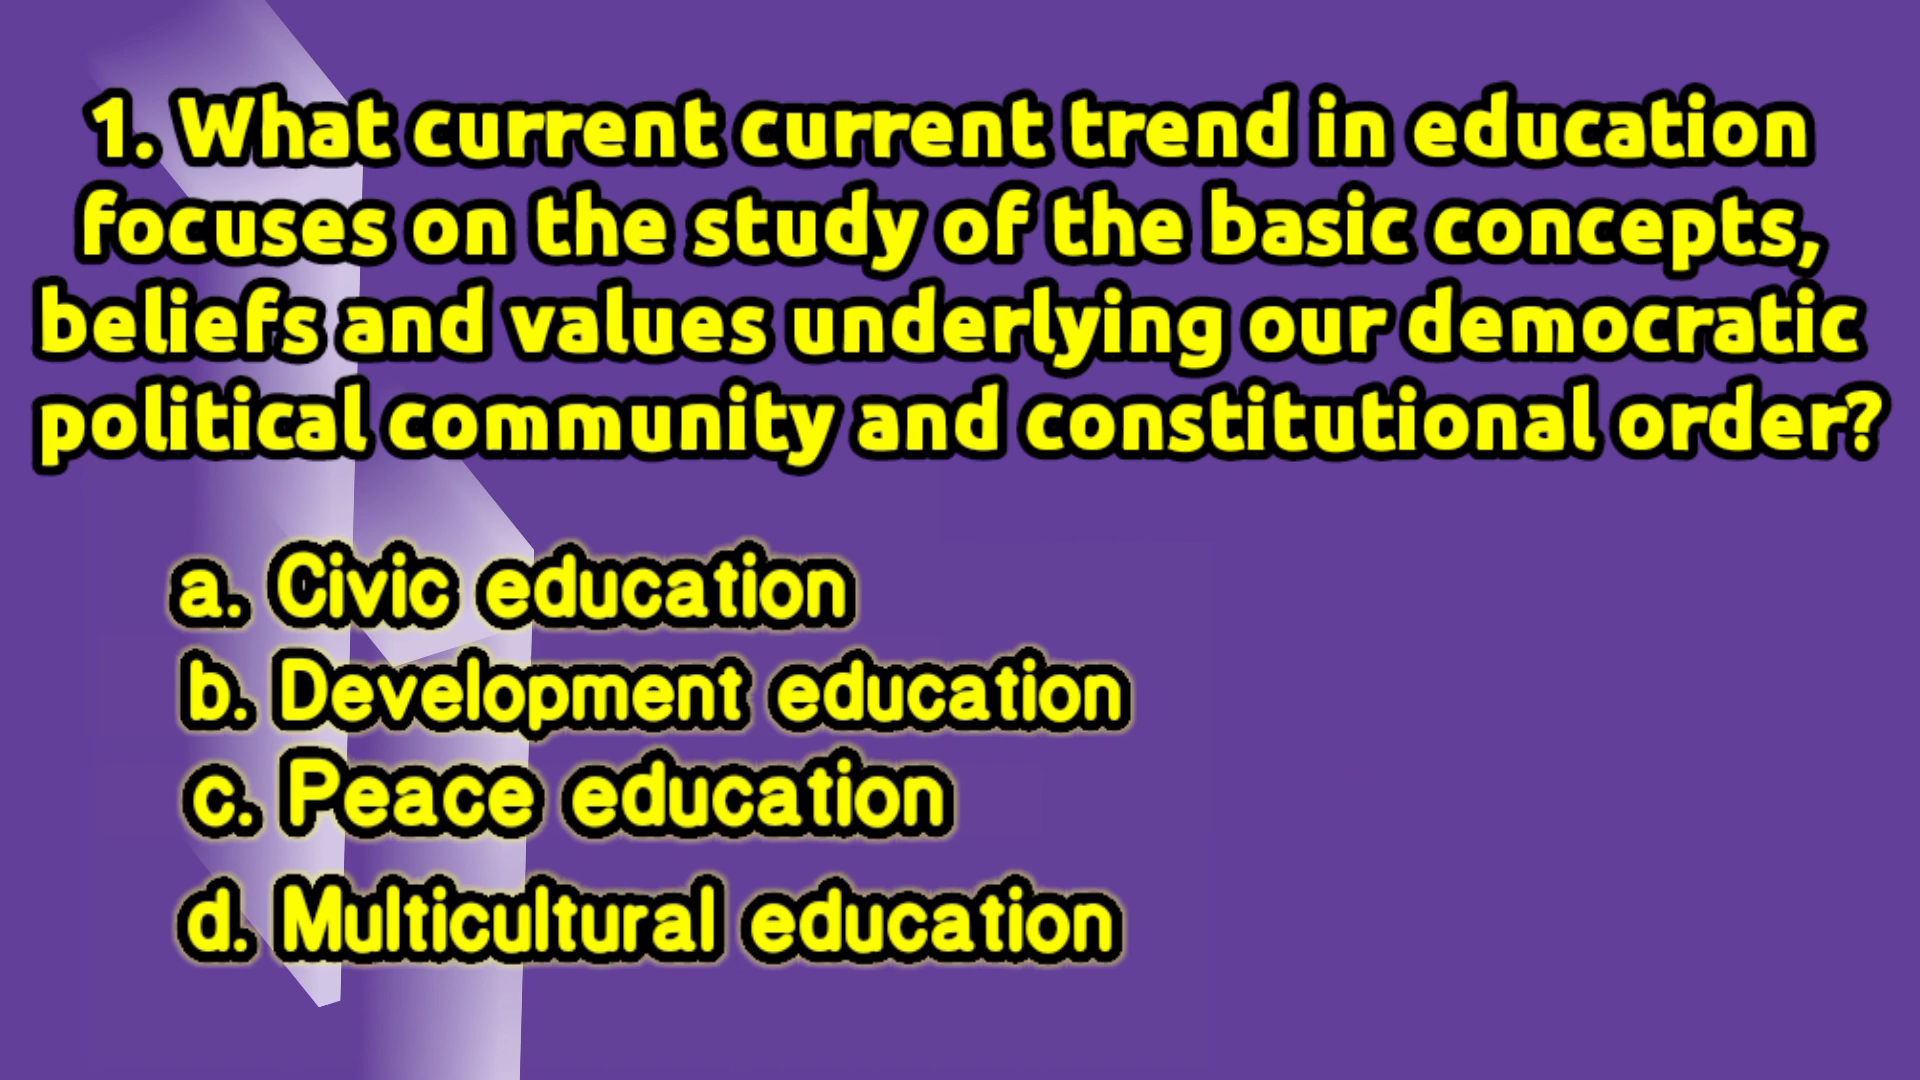 1. What current current trend in education
focuses on the study of the basic concepts,
beliefs and values underlying our democratic
political community and constitutional order?
a. Civic education
b. Development education
c. Peace education
d. Multicultural education